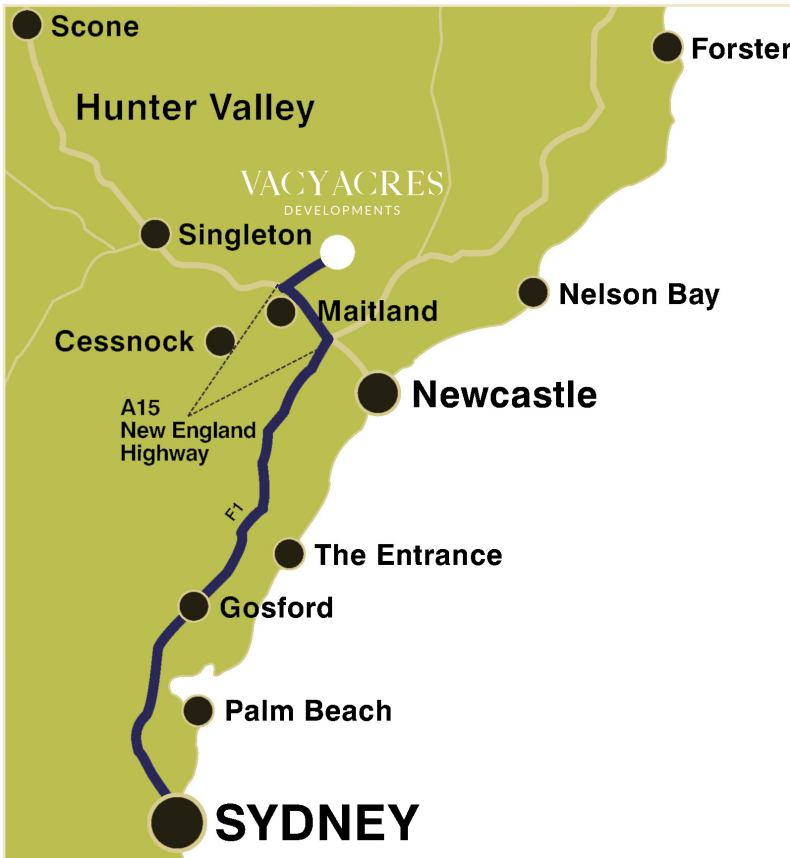 Scone
Forster
Hunter Valley
VACY ACRES
DEVELOPMENTS
Singleton
Nelson Bay
Maitland
Cessnock
Newcastle
A15
New England
Highway
F1
The Entrance
Gosford
Palm Beach
SYDNEY